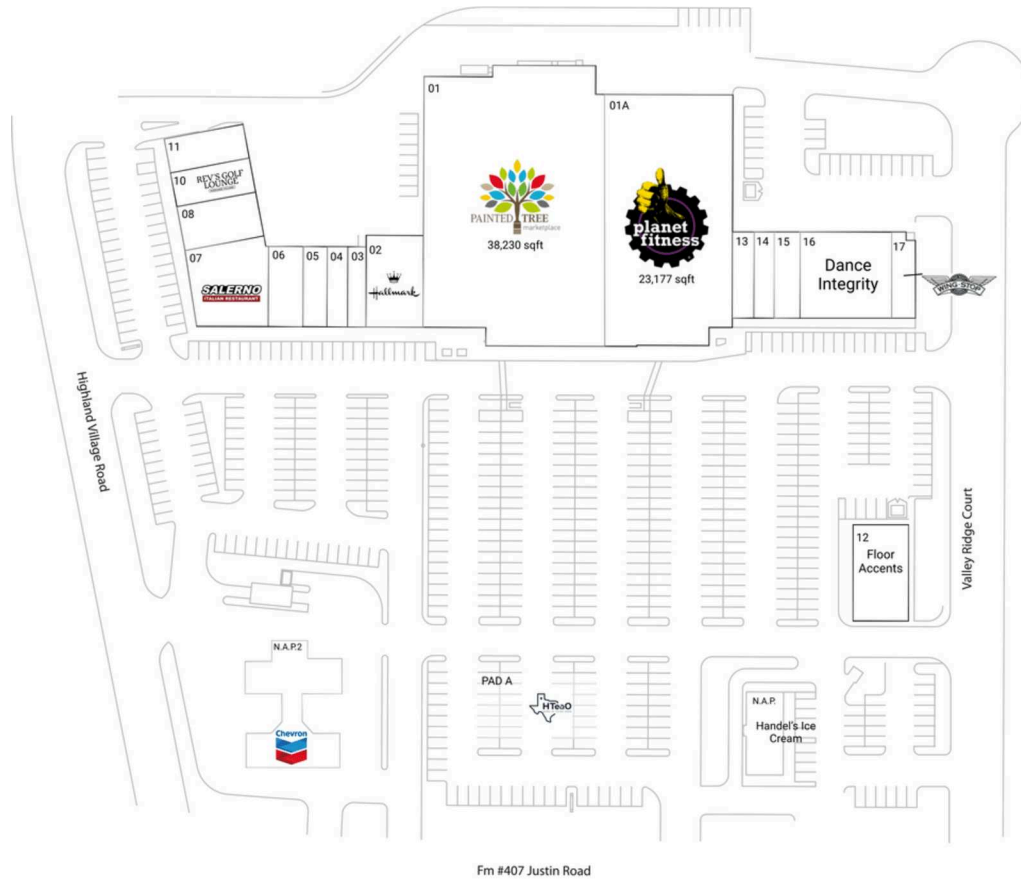 01
01A
PAINTED TREE
marketplace
38,230 sqft
planet
fitness
23,177 sqft
11
10
REV'S GOLF
LOUNGE
08
07
SALERNO
ITALIAN RESTAURANT
06
05
04
03
02
Hallmark
13
14
15
16
Dance
Integrity
17
WING·STOP
Highland Village Road
Valley Ridge Court
12
Floor
Accents
N.A.P.2
Chevron
PAD A
HTeaO
N.A.P.
Handel's Ice
Cream
Fm #407 Justin Road